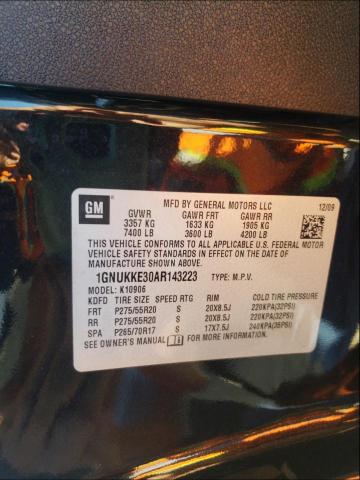 GM
MFD BY GENERAL MOTORS LLC 12/09
GVWR GAWR FRT GAWR RR
3357 KG 1633 KG 1905 KG
7400 LB 3600 LB 4200 LB
THIS VEHICLE CONFORMS TO ALL APPLICABLE U.S. FEDERAL MOTOR
VEHICLE SAFETY STANDARDS IN EFFECT ON THE DATE OF
MANUFACTURE SHOWN ABOVE.
1GNUKKE30AR143223 TYPE: M.P.V.
MODEL: K10906
KDFD TIRE SIZE SPEED RTG RIM COLD TIRE PRESSURE
FRT P275/55R20 S 20X8.5J 220KPA(32PSI)
RR P275/55R20 S 20X8.5J 220KPA(32PSI)
SPA P265/70R17 S 17X7.5J 240KPA(35PSI)
SEE OWNER'S MANUAL FOR MORE INFORMATION.